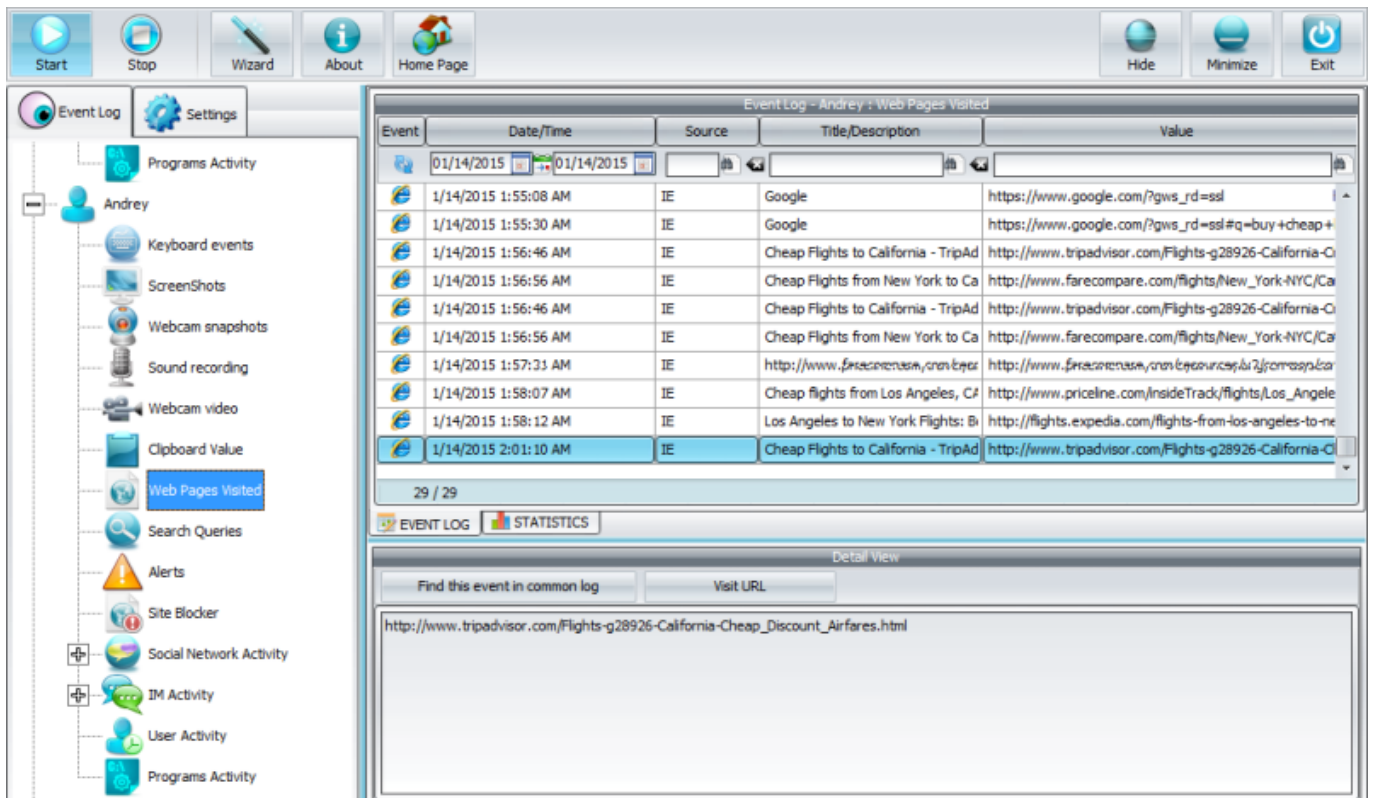 Start Stop Wizard About Home Page Hide Minimize Exit
Event Log Settings
Programs Activity
Andrey
Keyboard events
ScreenShots
Webcam snapshots
Sound recording
Webcam video
Clipboard Value
Web Pages Visited
Search Queries
Alerts
Site Blocker
Social Network Activity
IM Activity
User Activity
Programs Activity
Event Log - Andrey : Web Pages Visited
Event Date/Time Source Title/Description Value
01/14/2015 01/14/2015
1/14/2015 1:55:08 AM IE Google https://www.google.com/?gws_rd=ssl
1/14/2015 1:55:30 AM IE Google https://www.google.com/?gws_rd=ssl#q=buy+cheap+
1/14/2015 1:56:46 AM IE Cheap Flights to California - TripAd http://www.tripadvisor.com/Flights-g28926-California-C
1/14/2015 1:56:56 AM IE Cheap Flights from New York to Ca http://www.farecompare.com/flights/New_York-NYC/Ca
1/14/2015 1:56:46 AM IE Cheap Flights to California - TripAd http://www.tripadvisor.com/Flights-g28926-California-C
1/14/2015 1:56:56 AM IE Cheap Flights from New York to Ca http://www.farecompare.com/flights/New_York-NYC/Ca
1/14/2015 1:57:33 AM IE http://www. http://www.
1/14/2015 1:58:07 AM IE Cheap flights from Los Angeles, CA http://www.priceline.com/insideTrack/flights/Los_Angele
1/14/2015 1:58:12 AM IE Los Angeles to New York Flights: B http://flights.expedia.com/flights-from-los-angeles-to-ne
1/14/2015 2:01:10 AM IE Cheap Flights to California - TripAd http://www.tripadvisor.com/Flights-g28926-California-C
29 / 29
EVENT LOG STATISTICS
Detail View
Find this event in common log Visit URL
http://www.tripadvisor.com/Flights-g28926-California-Cheap_Discount_Airfares.html